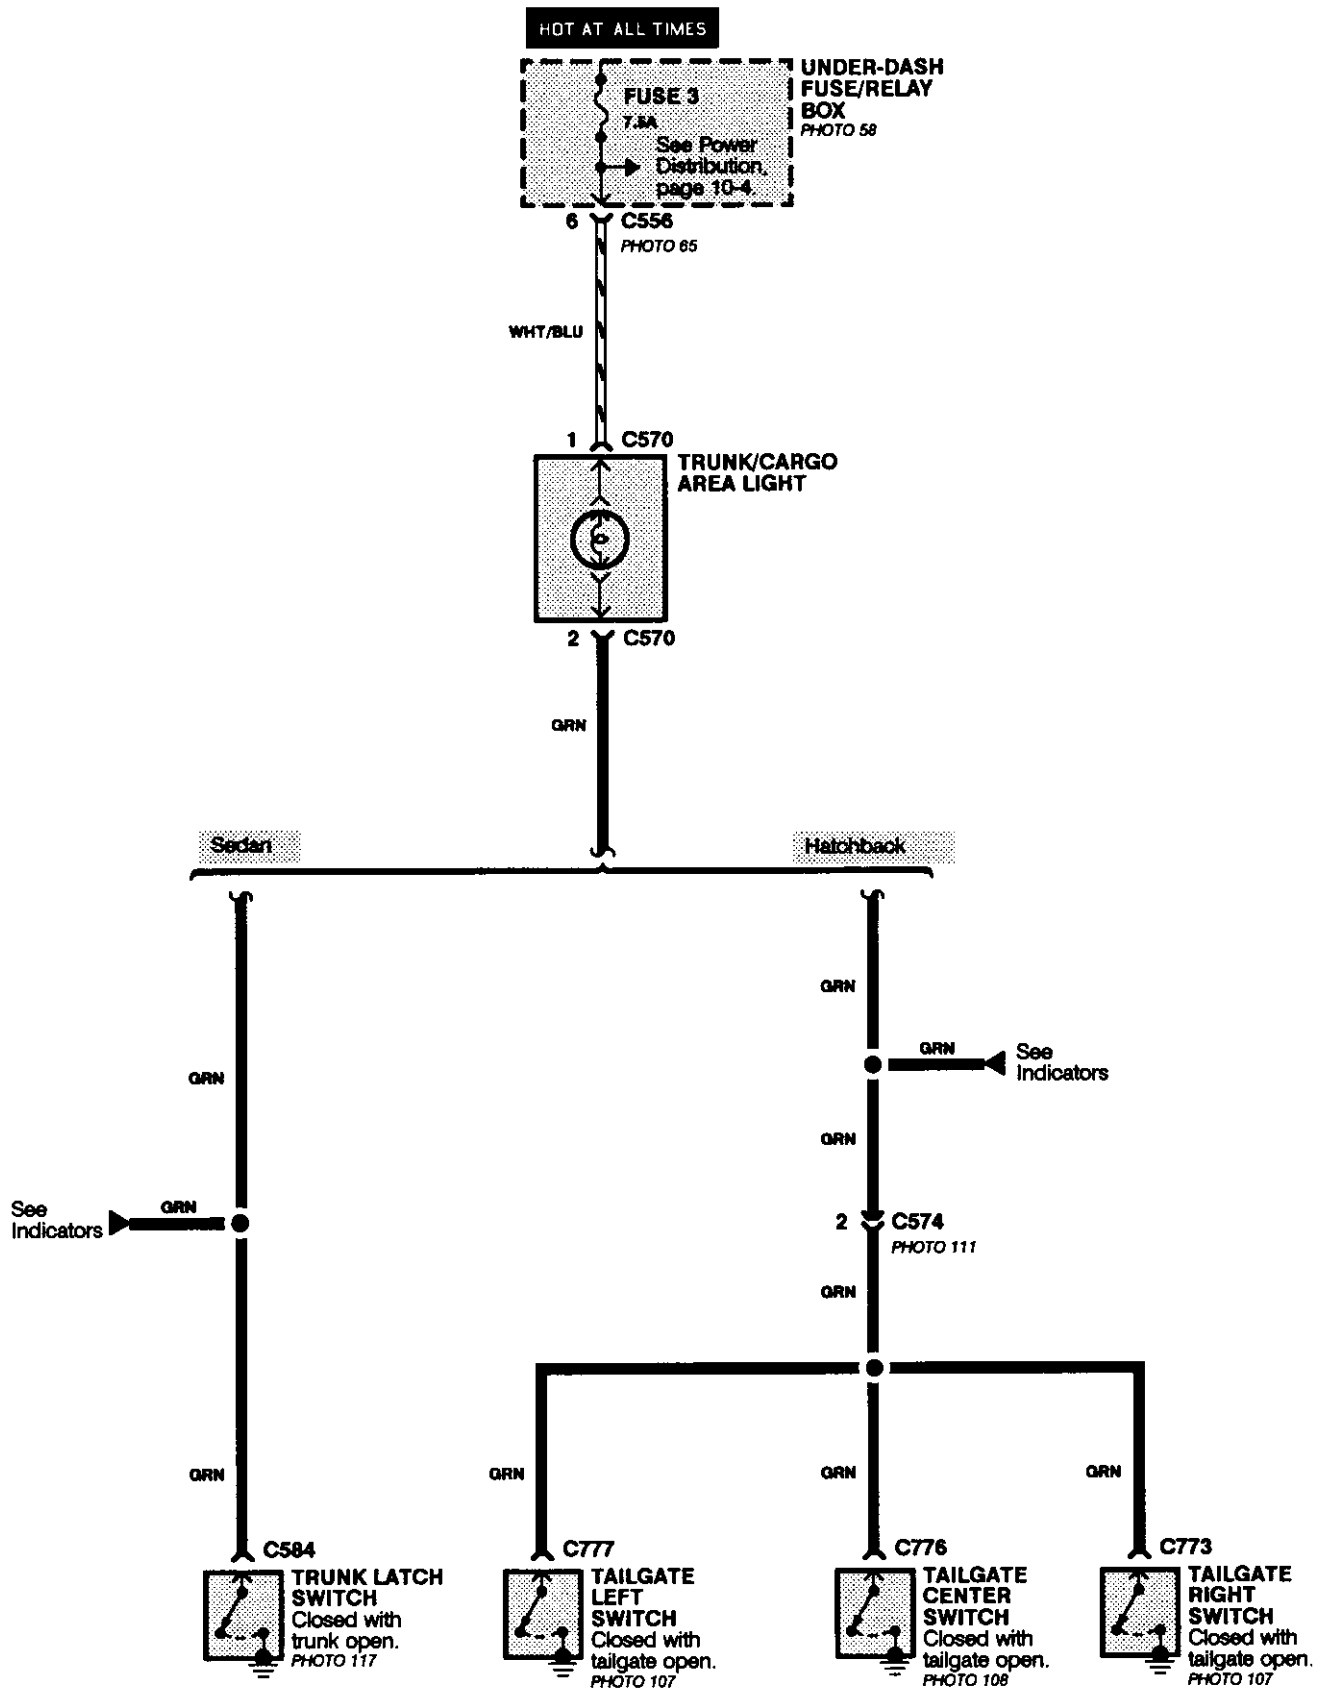 HOT AT ALL TIMES
UNDER-DASH
FUSE/RELAY
BOX
PHOTO 58
FUSE 3
7.5A
See Power
Distribution,
page 10-4.
6 C556
PHOTO 65
WHT/BLU
1 C570
TRUNK/CARGO
AREA LIGHT
2 C570
GRN
Sedan
Hatchback
GRN
GRN
See
Indicators
GRN
GRN
See
Indicators
GRN
2 C574
PHOTO 111
GRN
GRN
GRN
GRN
GRN
C584
TRUNK LATCH
SWITCH
Closed with
trunk open.
PHOTO 117
C777
TAILGATE
LEFT
SWITCH
Closed with
tailgate open.
PHOTO 107
C776
TAILGATE
CENTER
SWITCH
Closed with
tailgate open.
PHOTO 108
C773
TAILGATE
RIGHT
SWITCH
Closed with
tailgate open.
PHOTO 107